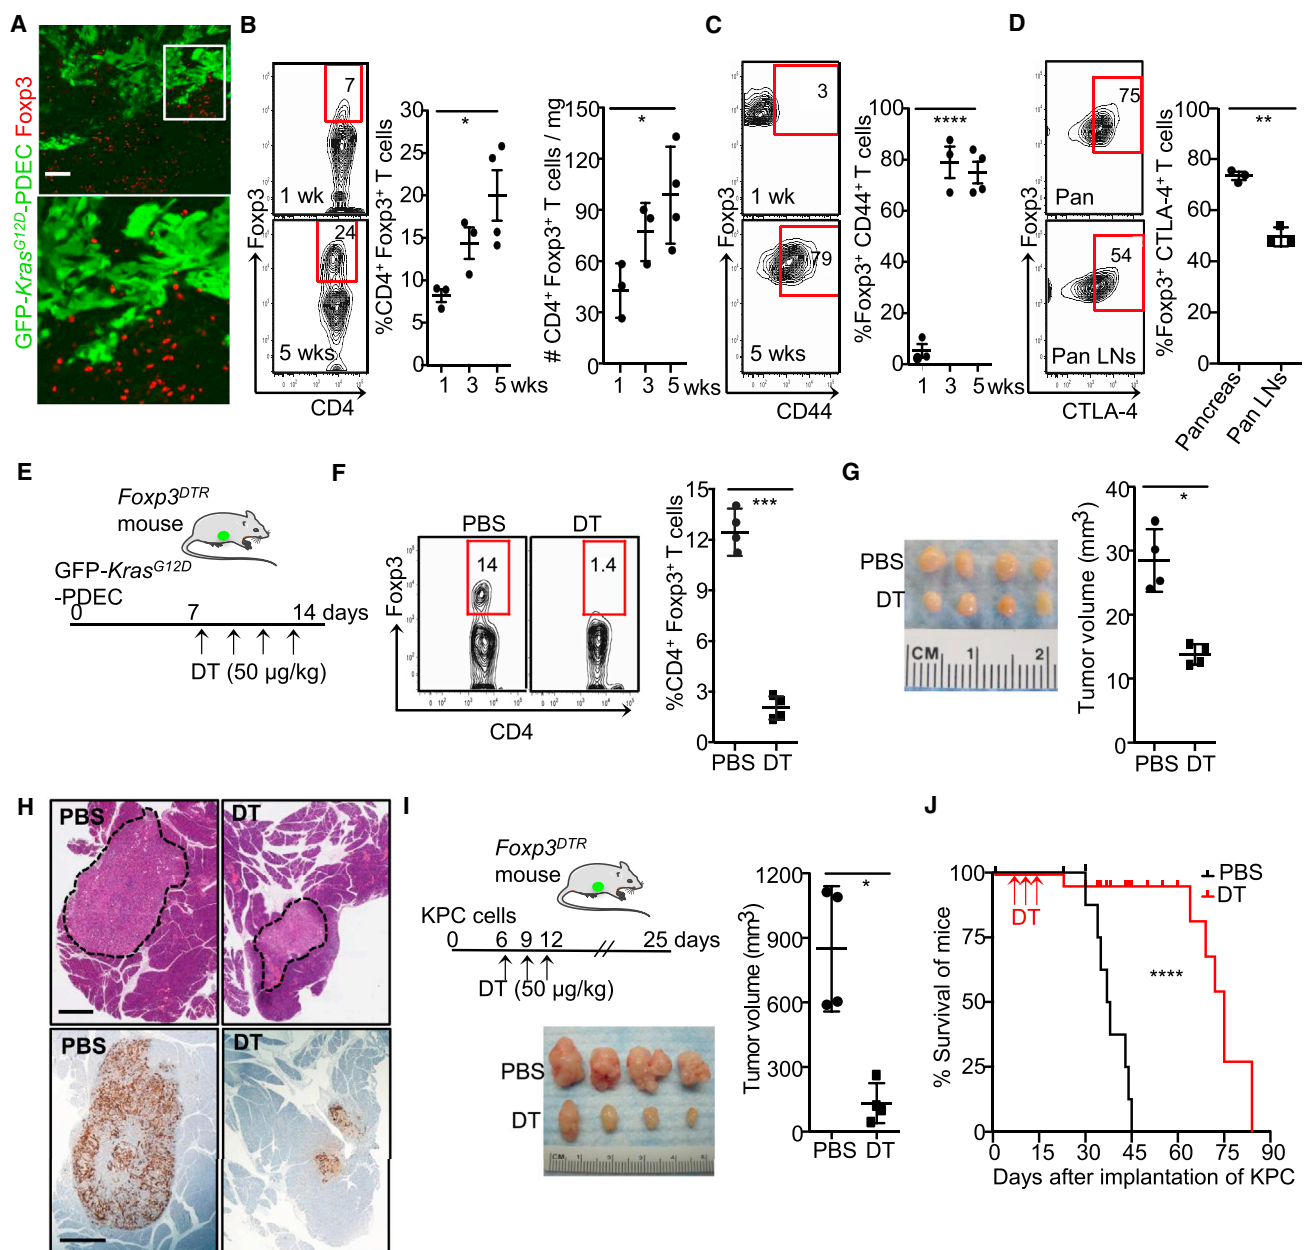 A
GFP-KrasG12D-PDEC Foxp3
B
Foxp3
7
1 wk
24
5 wks
CD4
%CD4+ Foxp3+ T cells
30
25
20
15
10
5
0
*
1 3 5 wks
# CD4+ Foxp3+ T cells / mg
150
120
90
60
30
0
*
1 3 5 wks
C
Foxp3
3
1 wk
79
5 wks
CD44
%Foxp3+ CD44+ T cells
100
80
60
40
20
0
****
1 3 5 wks
D
Foxp3
75
Pan
54
Pan LNs
CTLA-4
%Foxp3+ CTLA-4+ T cells
100
80
60
40
20
0
**
Pancreas
Pan LNs
E
Foxp3DTR
mouse
GFP-KrasG12D
-PDEC
0 7 14 days
DT (50 µg/kg)
F
PBS DT
Foxp3
14 1.4
CD4
%CD4+ Foxp3+ T cells
15
12
9
6
3
0
***
PBS DT
G
PBS
DT
CM 1 2
Tumor volume (mm3)
40
30
20
10
0
*
PBS DT
H
PBS DT
PBS DT
I
Foxp3DTR
mouse
KPC cells
0 6 9 12 25 days
DT (50 µg/kg)
PBS
DT
CM
Tumor volume (mm3)
1200
900
600
300
0
*
PBS DT
J
% Survival of mice
100
75
50
25
0
PBS
DT
DT
****
0 15 30 45 60 75 90
Days after implantation of KPC